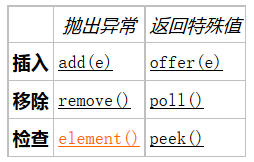 抛出异常 返回特殊值
插入 add(e) offer(e)
移除 remove() poll()
检查 element() peek()